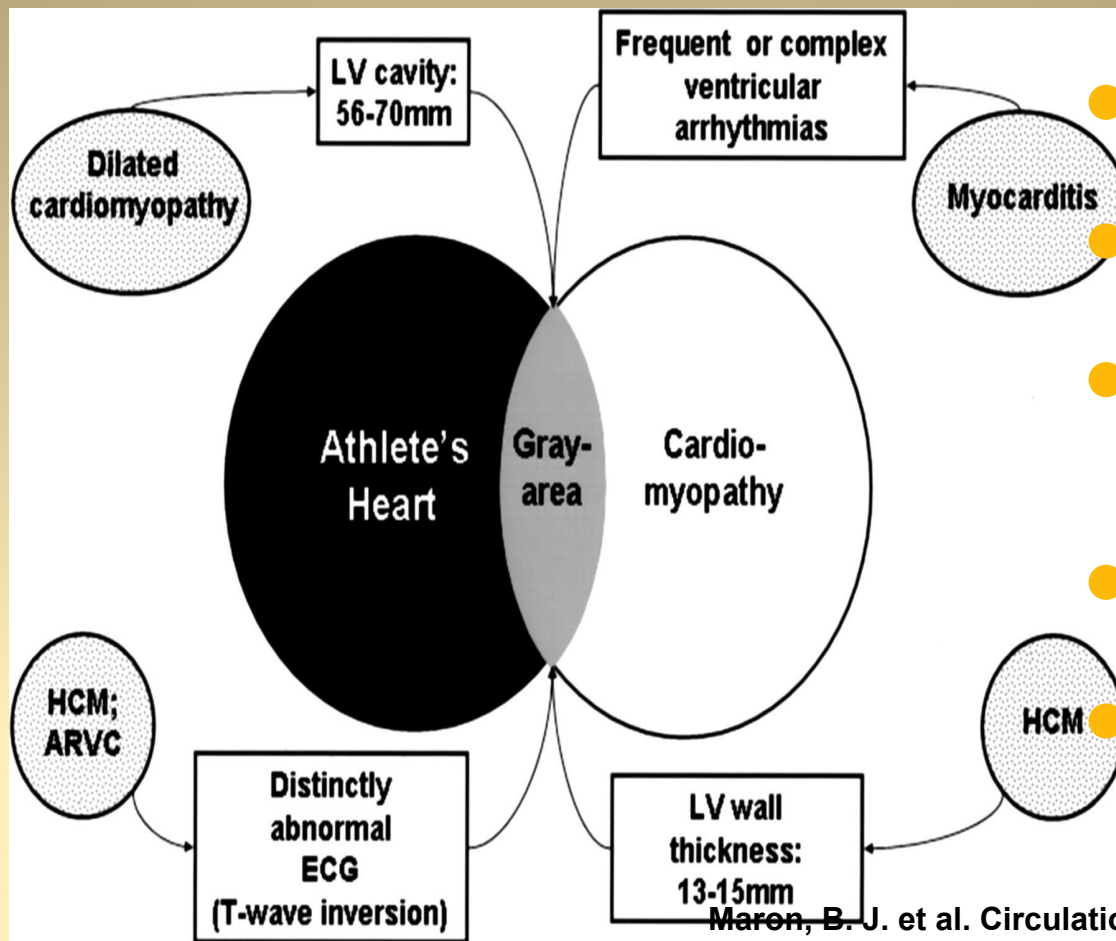 LV cavity:
56-70mm
Frequent or complex
ventricular
arrhythmias
Dilated
cardiomyopathy
Myocarditis
Athlete's
Heart
Gray-
area
Cardio-
myopathy
HCM;
ARVC
Distinctly
abnormal
ECG
(T-wave inversion)
LV wall
thickness:
13-15mm
HCM
Maron, B. J. et al. Circulatio